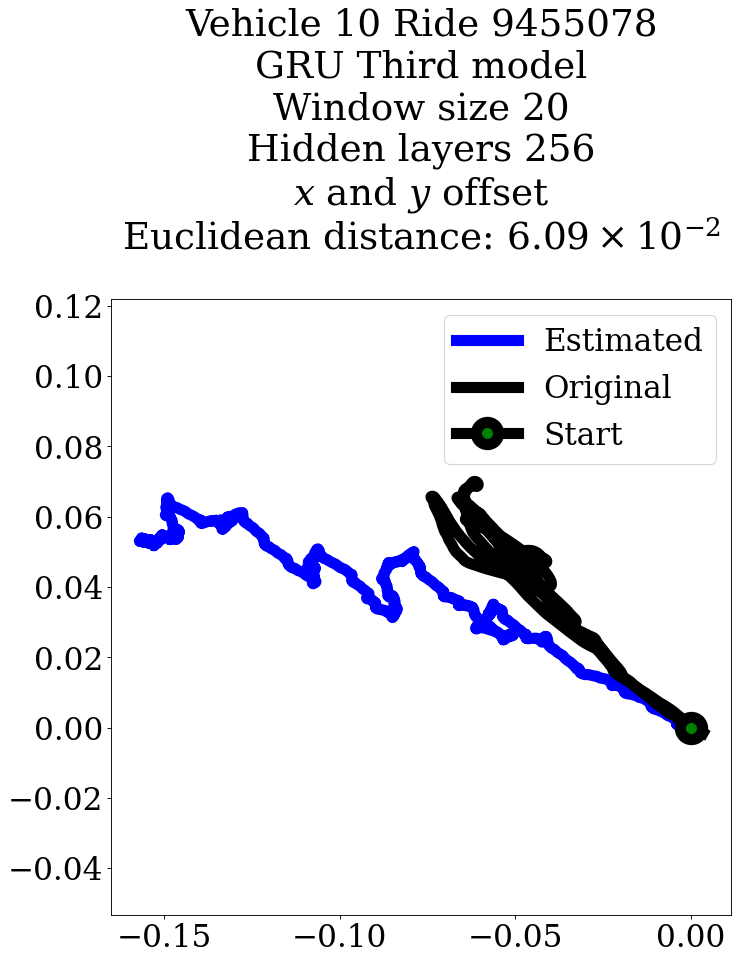 Vehicle 10 Ride 9455078
GRU Third model
Window size 20
Hidden layers 256
x and y offset
Euclidean distance: 6.09 × 10⁻²
Estimated
Original
Start
0.12
0.10
0.08
0.06
0.04
0.02
0.00
−0.02
−0.04
−0.15 −0.10 −0.05 0.00